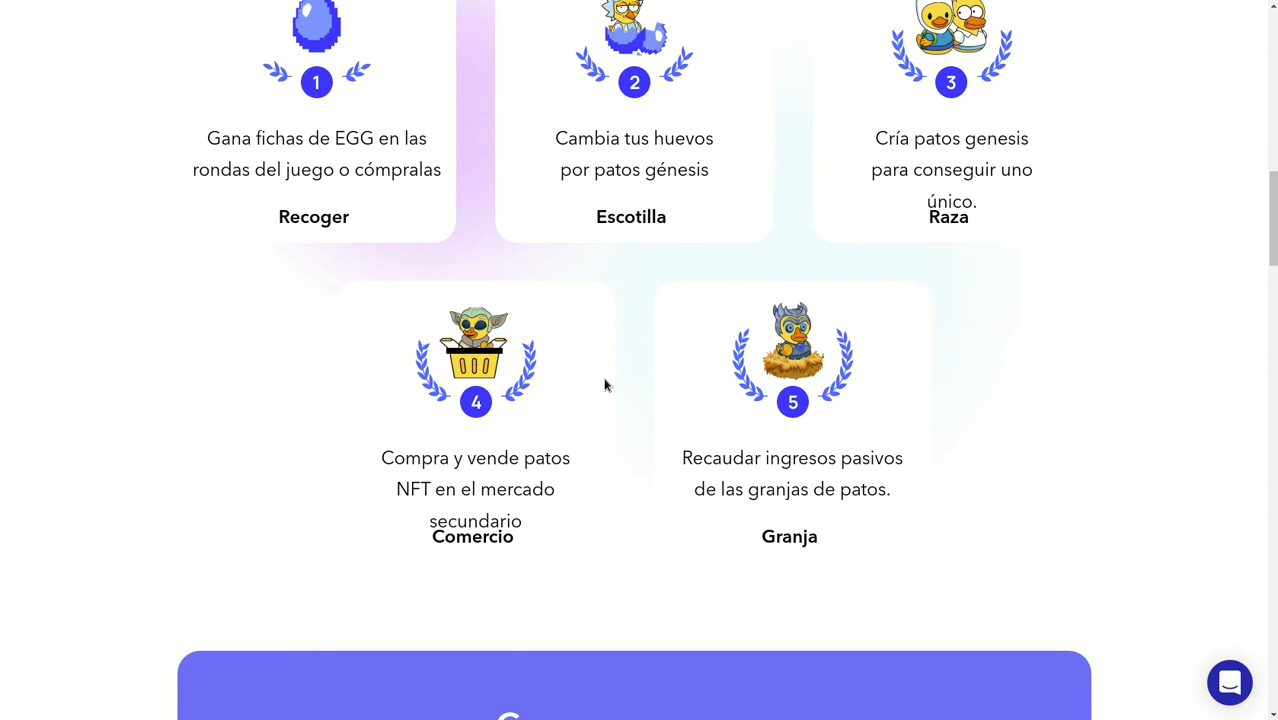 1
Gana fichas de EGG en las
rondas del juego o cómpralas
Recoger
2
Cambia tus huevos
por patos génesis
Escotilla
3
Cría patos genesis
para conseguir uno
único.
Raza
4
Compra y vende patos
NFT en el mercado
secundario
Comercio
5
Recaudar ingresos pasivos
de las granjas de patos.
Granja